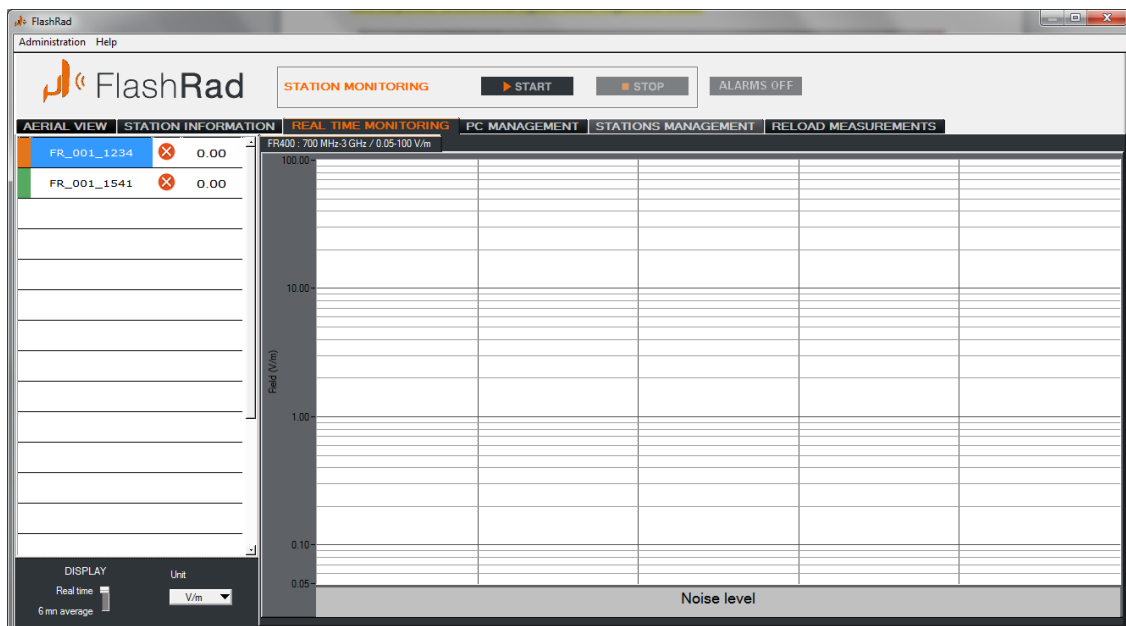 FlashRad
Administration Help
FlashRad
STATION MONITORING START STOP ALARMS OFF
AERIAL VIEW STATION INFORMATION REAL TIME MONITORING PC MANAGEMENT STATIONS MANAGEMENT RELOAD MEASUREMENTS
FR_001_1234 0.00
FR_001_1541 0.00
FR400 : 700 MHz-3 GHz / 0.05-100 V/m
100.00
10.00
Field (V/m)
1.00
0.10
0.05
Noise level
DISPLAY Unit
Real time
V/m
6 mn average